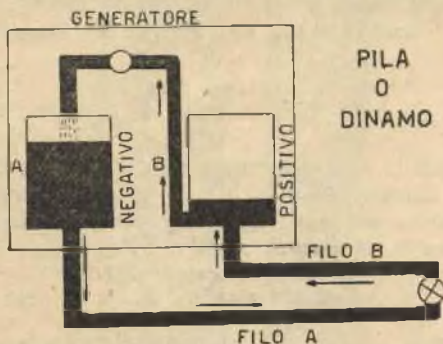 GENERATORE
PILA
O
DINAMO
A
NEGATIVO
B
POSITIVO
FILO B
FILO A